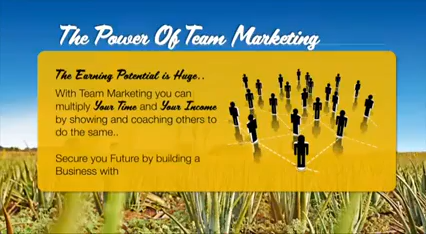 The Power Of Team Marketing
The Earning Potential is Huge..
With Team Marketing you can
multiply Your Time and Your Income
by showing and coaching others to
do the same..
Secure you Future by building a
Business with